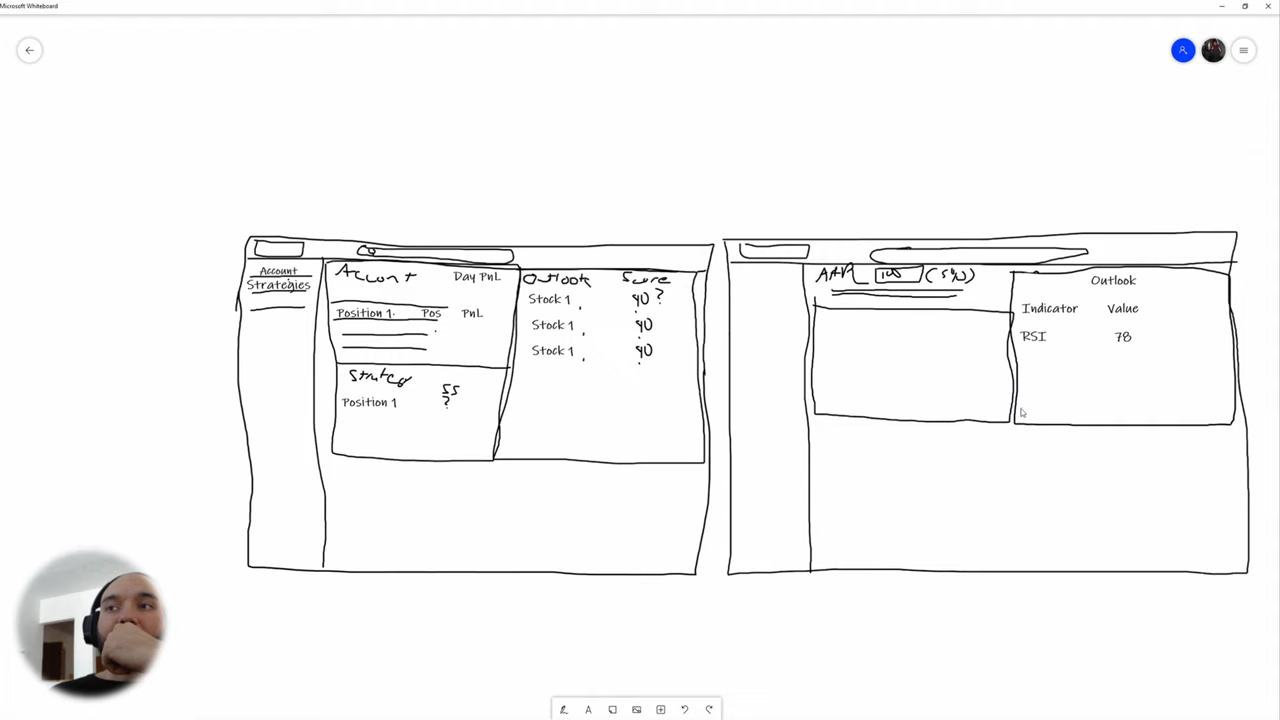 Microsoft Whiteboard
Account
Strategies
Account Day PnL
Position 1. Pos PnL
Position 1
55
?
Outlook Score
Stock 1 90 ?
Stock 1 90
Stock 1 90
Outlook
Indicator Value
RSI 78